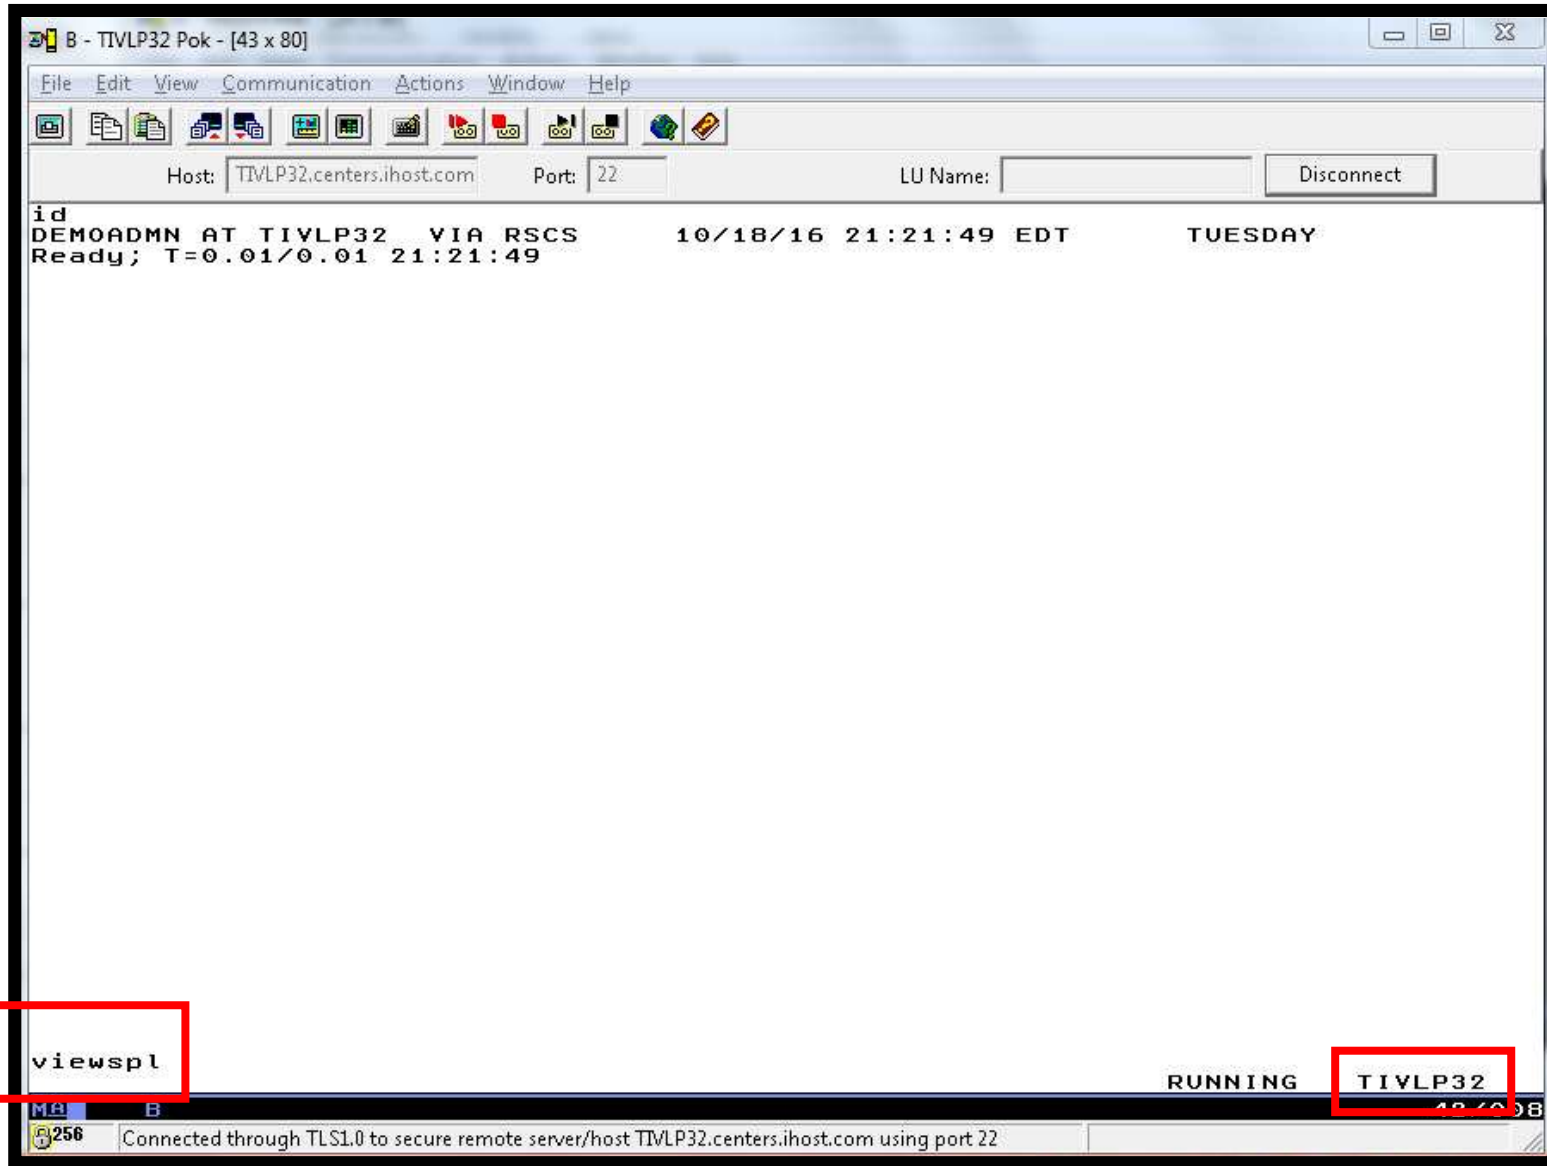 B - TIVLP32 Pok - [43 x 80]
File Edit View Communication Actions Window Help
Host: TIVLP32.centers.ihost.com Port: 22 LU Name: Disconnect
id
DEMOADMN AT TIVLP32 VIA RSCS 10/18/16 21:21:49 EDT TUESDAY
Ready; T=0.01/0.01 21:21:49
viewspl
RUNNING TIVLP32
MA B
256 Connected through TLS1.0 to secure remote server/host TIVLP32.centers.ihost.com using port 22